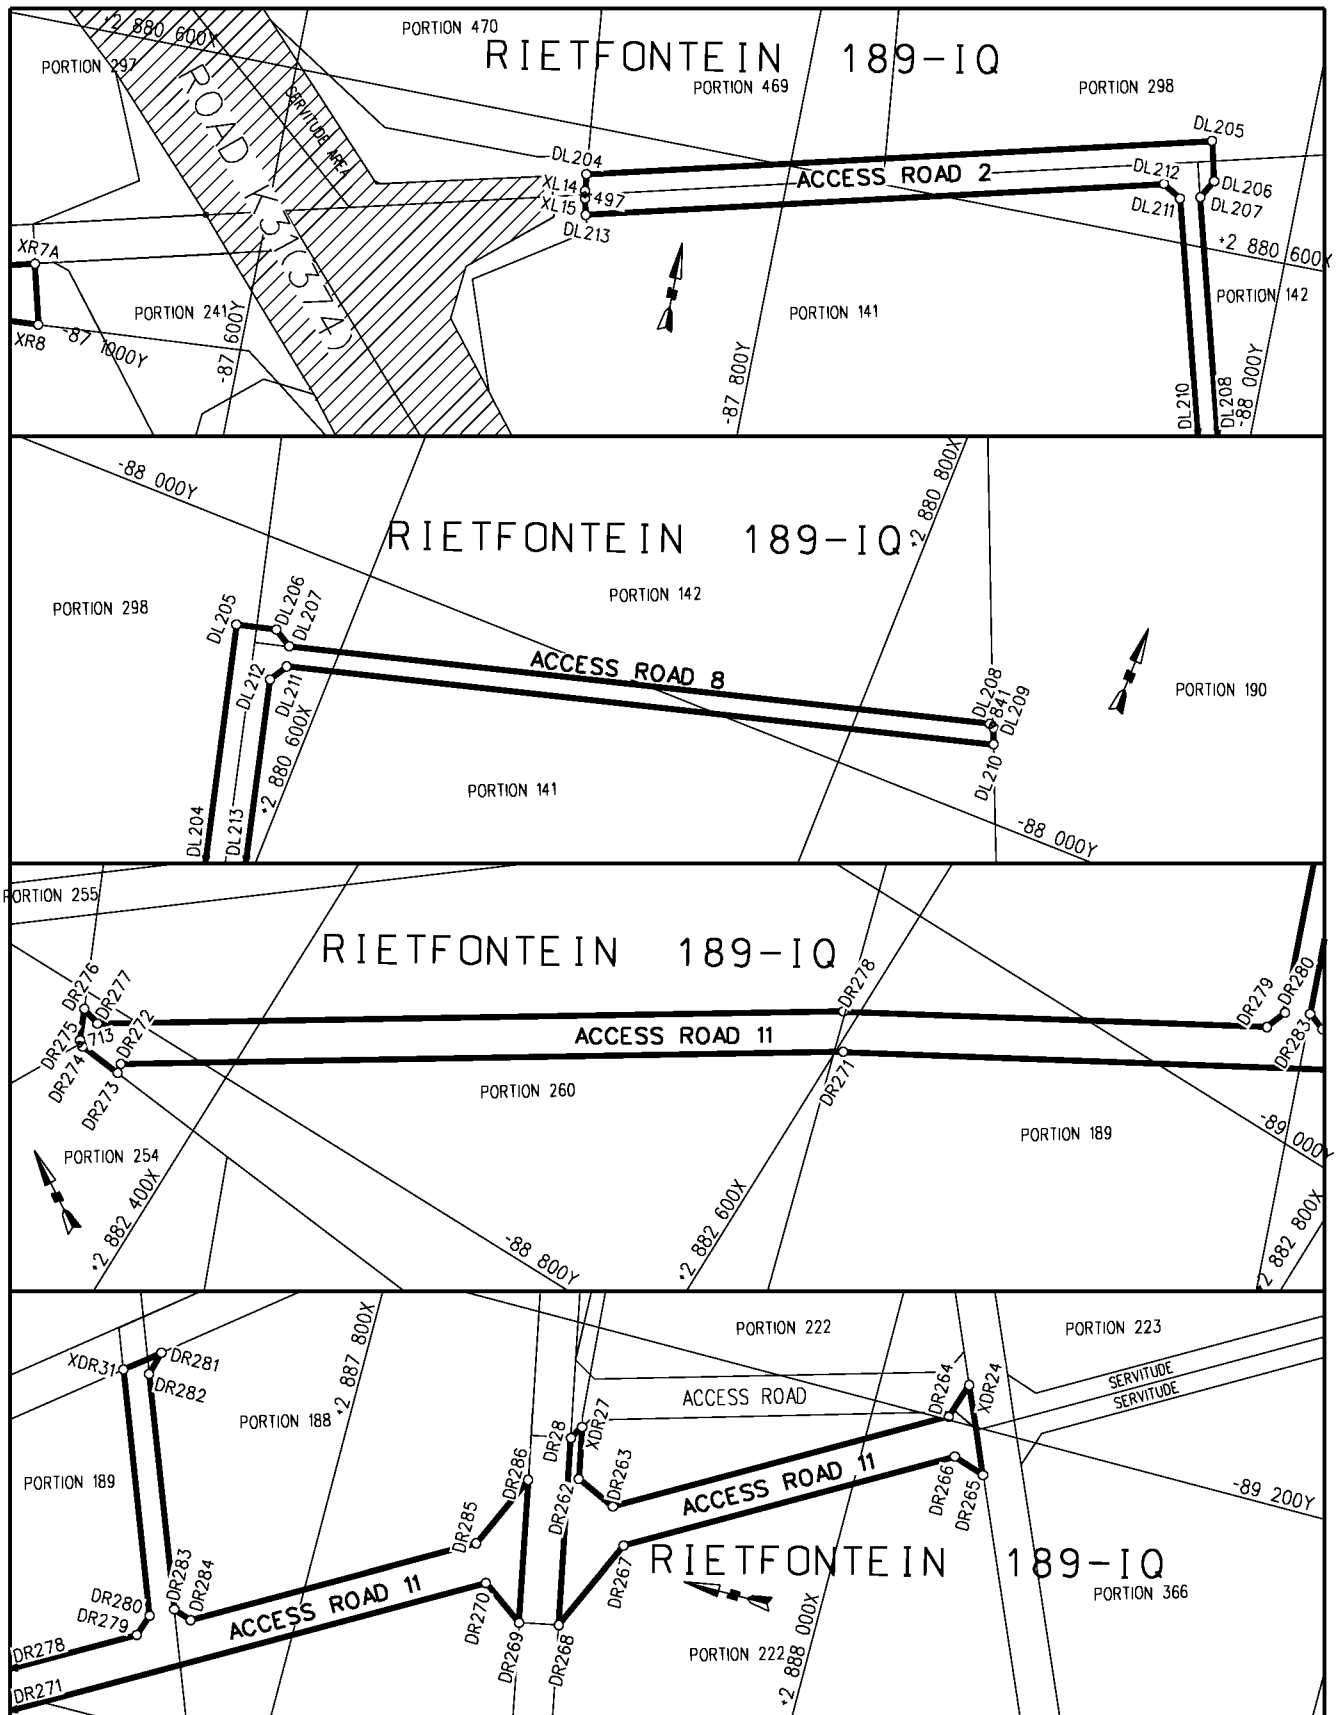 +2 880 600X
PORTION 470
RIETFONTEIN 189-IQ
PORTION 297
PORTION 469
PORTION 298
SERVITUDE AREA
ROAD K31(374)
DL205
DL204
ACCESS ROAD 2
DL212
DL206
XL14
497
XL15
DL211
DL207
DL213
XR7A
+2 880 600X
PORTION 241
PORTION 141
PORTION 142
XR8
-87 1000Y
-87 600Y
-87 800Y
DL210
DL208
-88 000Y
-88 000Y
+2 880 800X
RIETFONTEIN 189-IQ
PORTION 298
PORTION 142
DL205
DL206
DL207
ACCESS ROAD 8
DL212
DL211
DL208
841
DL209
PORTION 190
+2 880 600X
DL210
PORTION 141
DL204
DL213
-88 000Y
PORTION 255
RIETFONTEIN 189-IQ
DR276
DR277
DR278
DR279
DR280
DR275
713
DR272
ACCESS ROAD 11
DR283
DR274
DR273
DR271
PORTION 260
PORTION 189
-89 000Y
PORTION 254
+2 882 400X
-88 800Y
+2 882 600X
+2 882 800X
+2 887 800X
PORTION 222
PORTION 223
XDR31
DR281
DR282
SERVITUDE
SERVITUDE
ACCESS ROAD
DR264
XDR24
PORTION 188
XDR27
DR28
PORTION 189
DR286
DR262
DR263
ACCESS ROAD 11
DR266
DR265
-89 200Y
DR285
DR267
RIETFONTEIN 189-IQ
DR283
DR284
ACCESS ROAD 11
DR270
PORTION 366
DR280
DR279
DR278
DR269
DR268
PORTION 222
+2 888 000X
DR271